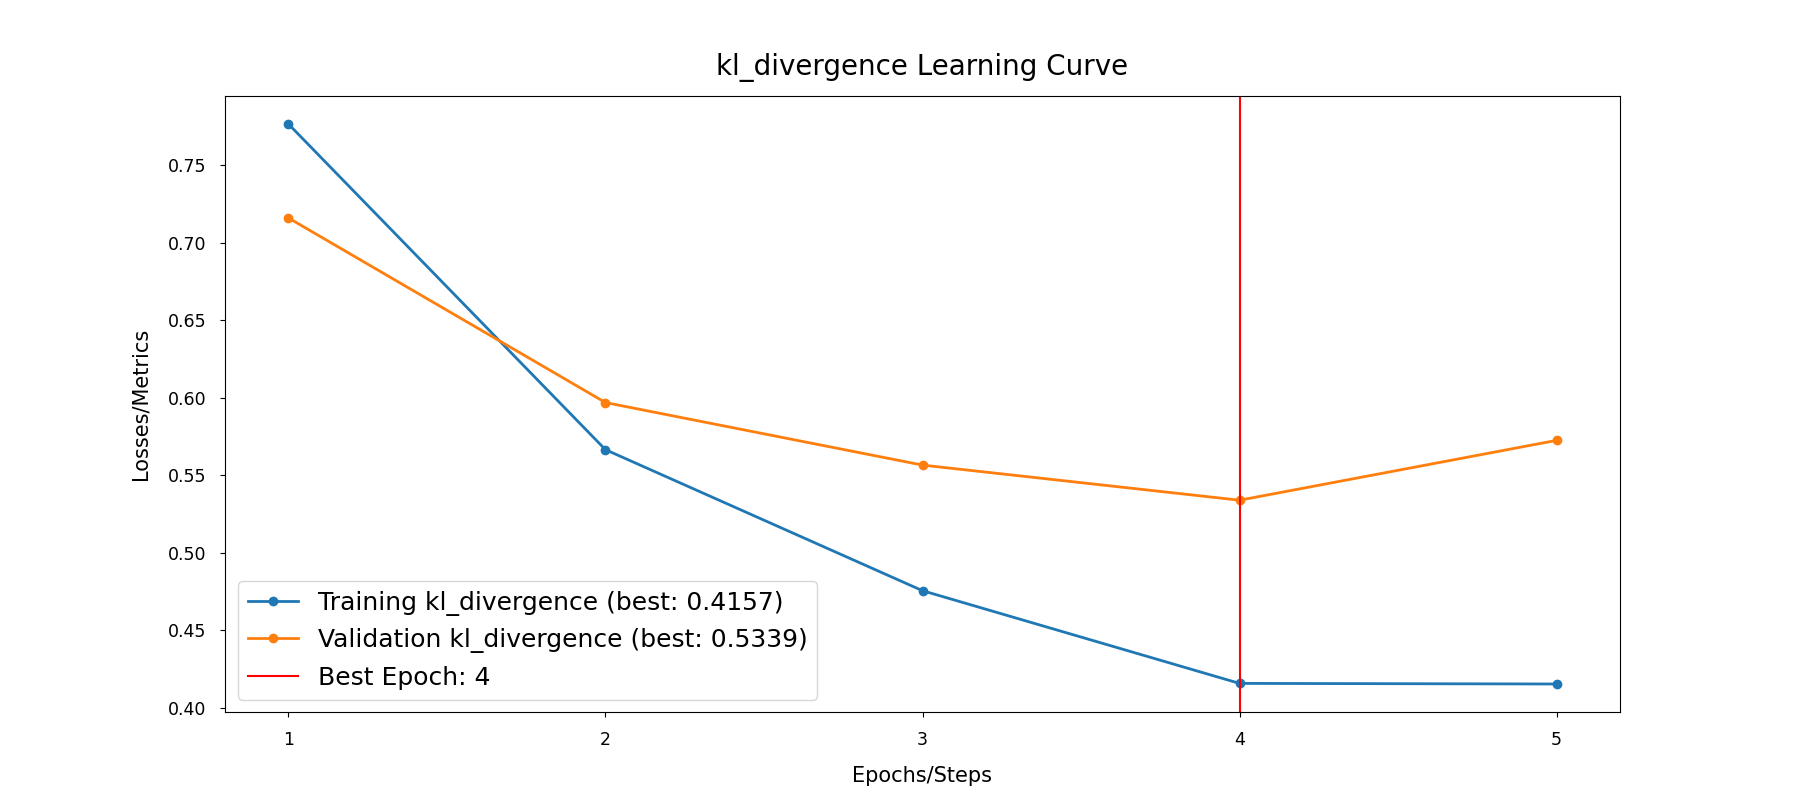 kl_divergence Learning Curve
0.75
0.70
0.65
0.60
0.55
0.50
0.45
0.40
Losses/Metrics
Training kl_divergence (best: 0.4157)
Validation kl_divergence (best: 0.5339)
Best Epoch: 4
1 2 3 4 5
Epochs/Steps